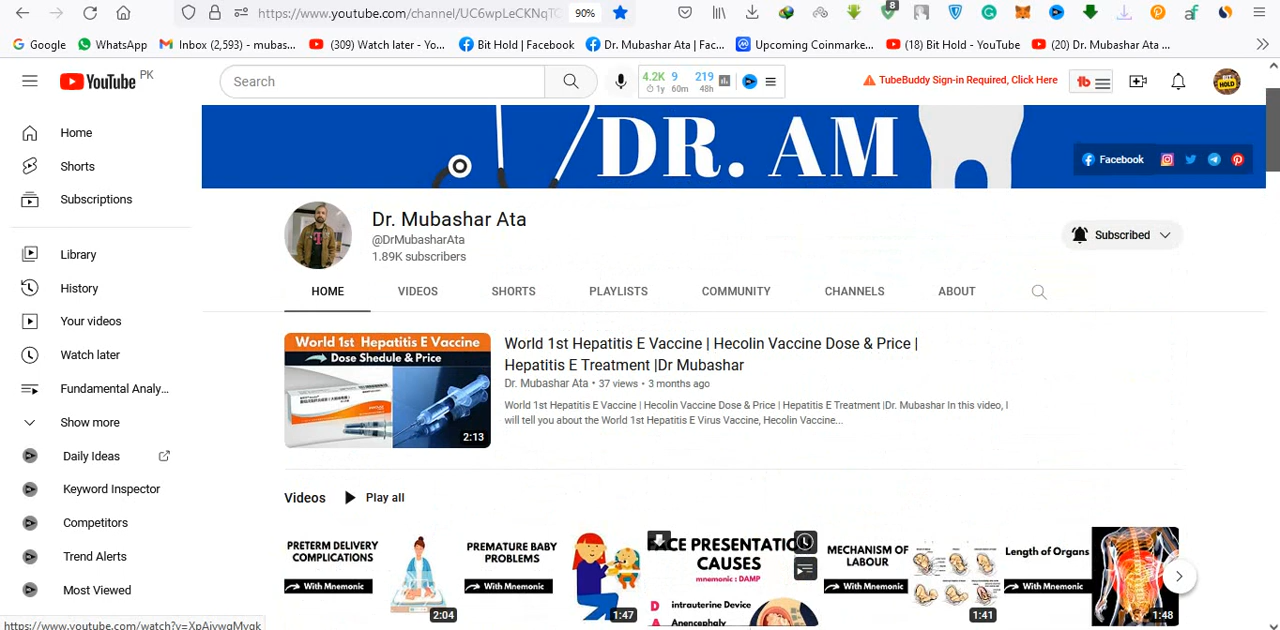 https://www.youtube.com/channel/UC6wpLeCKNqTC
90%
8
Google
WhatsApp
Inbox (2,593) - mubas...
(309) Watch later - Yo...
Bit Hold | Facebook
Dr. Mubashar Ata | Fac...
Upcoming Coinmarke...
(18) Bit Hold - YouTube
(20) Dr. Mubashar Ata ...
YouTube PK
Search
4.2K 9 219
1y 60m 48h
TubeBuddy Sign-in Required, Click Here
tb
HOLD
Home
Shorts
Subscriptions
Library
History
Your videos
Watch later
Fundamental Analy...
Show more
Daily Ideas
Keyword Inspector
Competitors
Trend Alerts
Most Viewed
DR. AM
Facebook
Dr. Mubashar Ata
@DrMubasharAta
1.89K subscribers
Subscribed
HOME
VIDEOS
SHORTS
PLAYLISTS
COMMUNITY
CHANNELS
ABOUT
World 1st Hepatitis E Vaccine
Dose Shedule & Price
2:13
World 1st Hepatitis E Vaccine | Hecolin Vaccine Dose & Price |
Hepatitis E Treatment |Dr Mubashar
Dr. Mubashar Ata • 37 views • 3 months ago
World 1st Hepatitis E Vaccine | Hecolin Vaccine Dose & Price | Hepatitis E Treatment |Dr. Mubashar In this video, I
will tell you about the World 1st Hepatitis E Virus Vaccine, Hecolin Vaccine...
Videos
Play all
PRETERM DELIVERY
COMPLICATIONS
With Mnemonic
2:04
PREMATURE BABY
PROBLEMS
With Mnemonic
1:47
CE PRESENTATIO
CAUSES
mnemonic : DAMP
D intrauterine Device
A Anencephaly
MECHANISM OF
LABOUR
With Mnemonic
1:41
Length of Organs
With Mnemonic
1:48